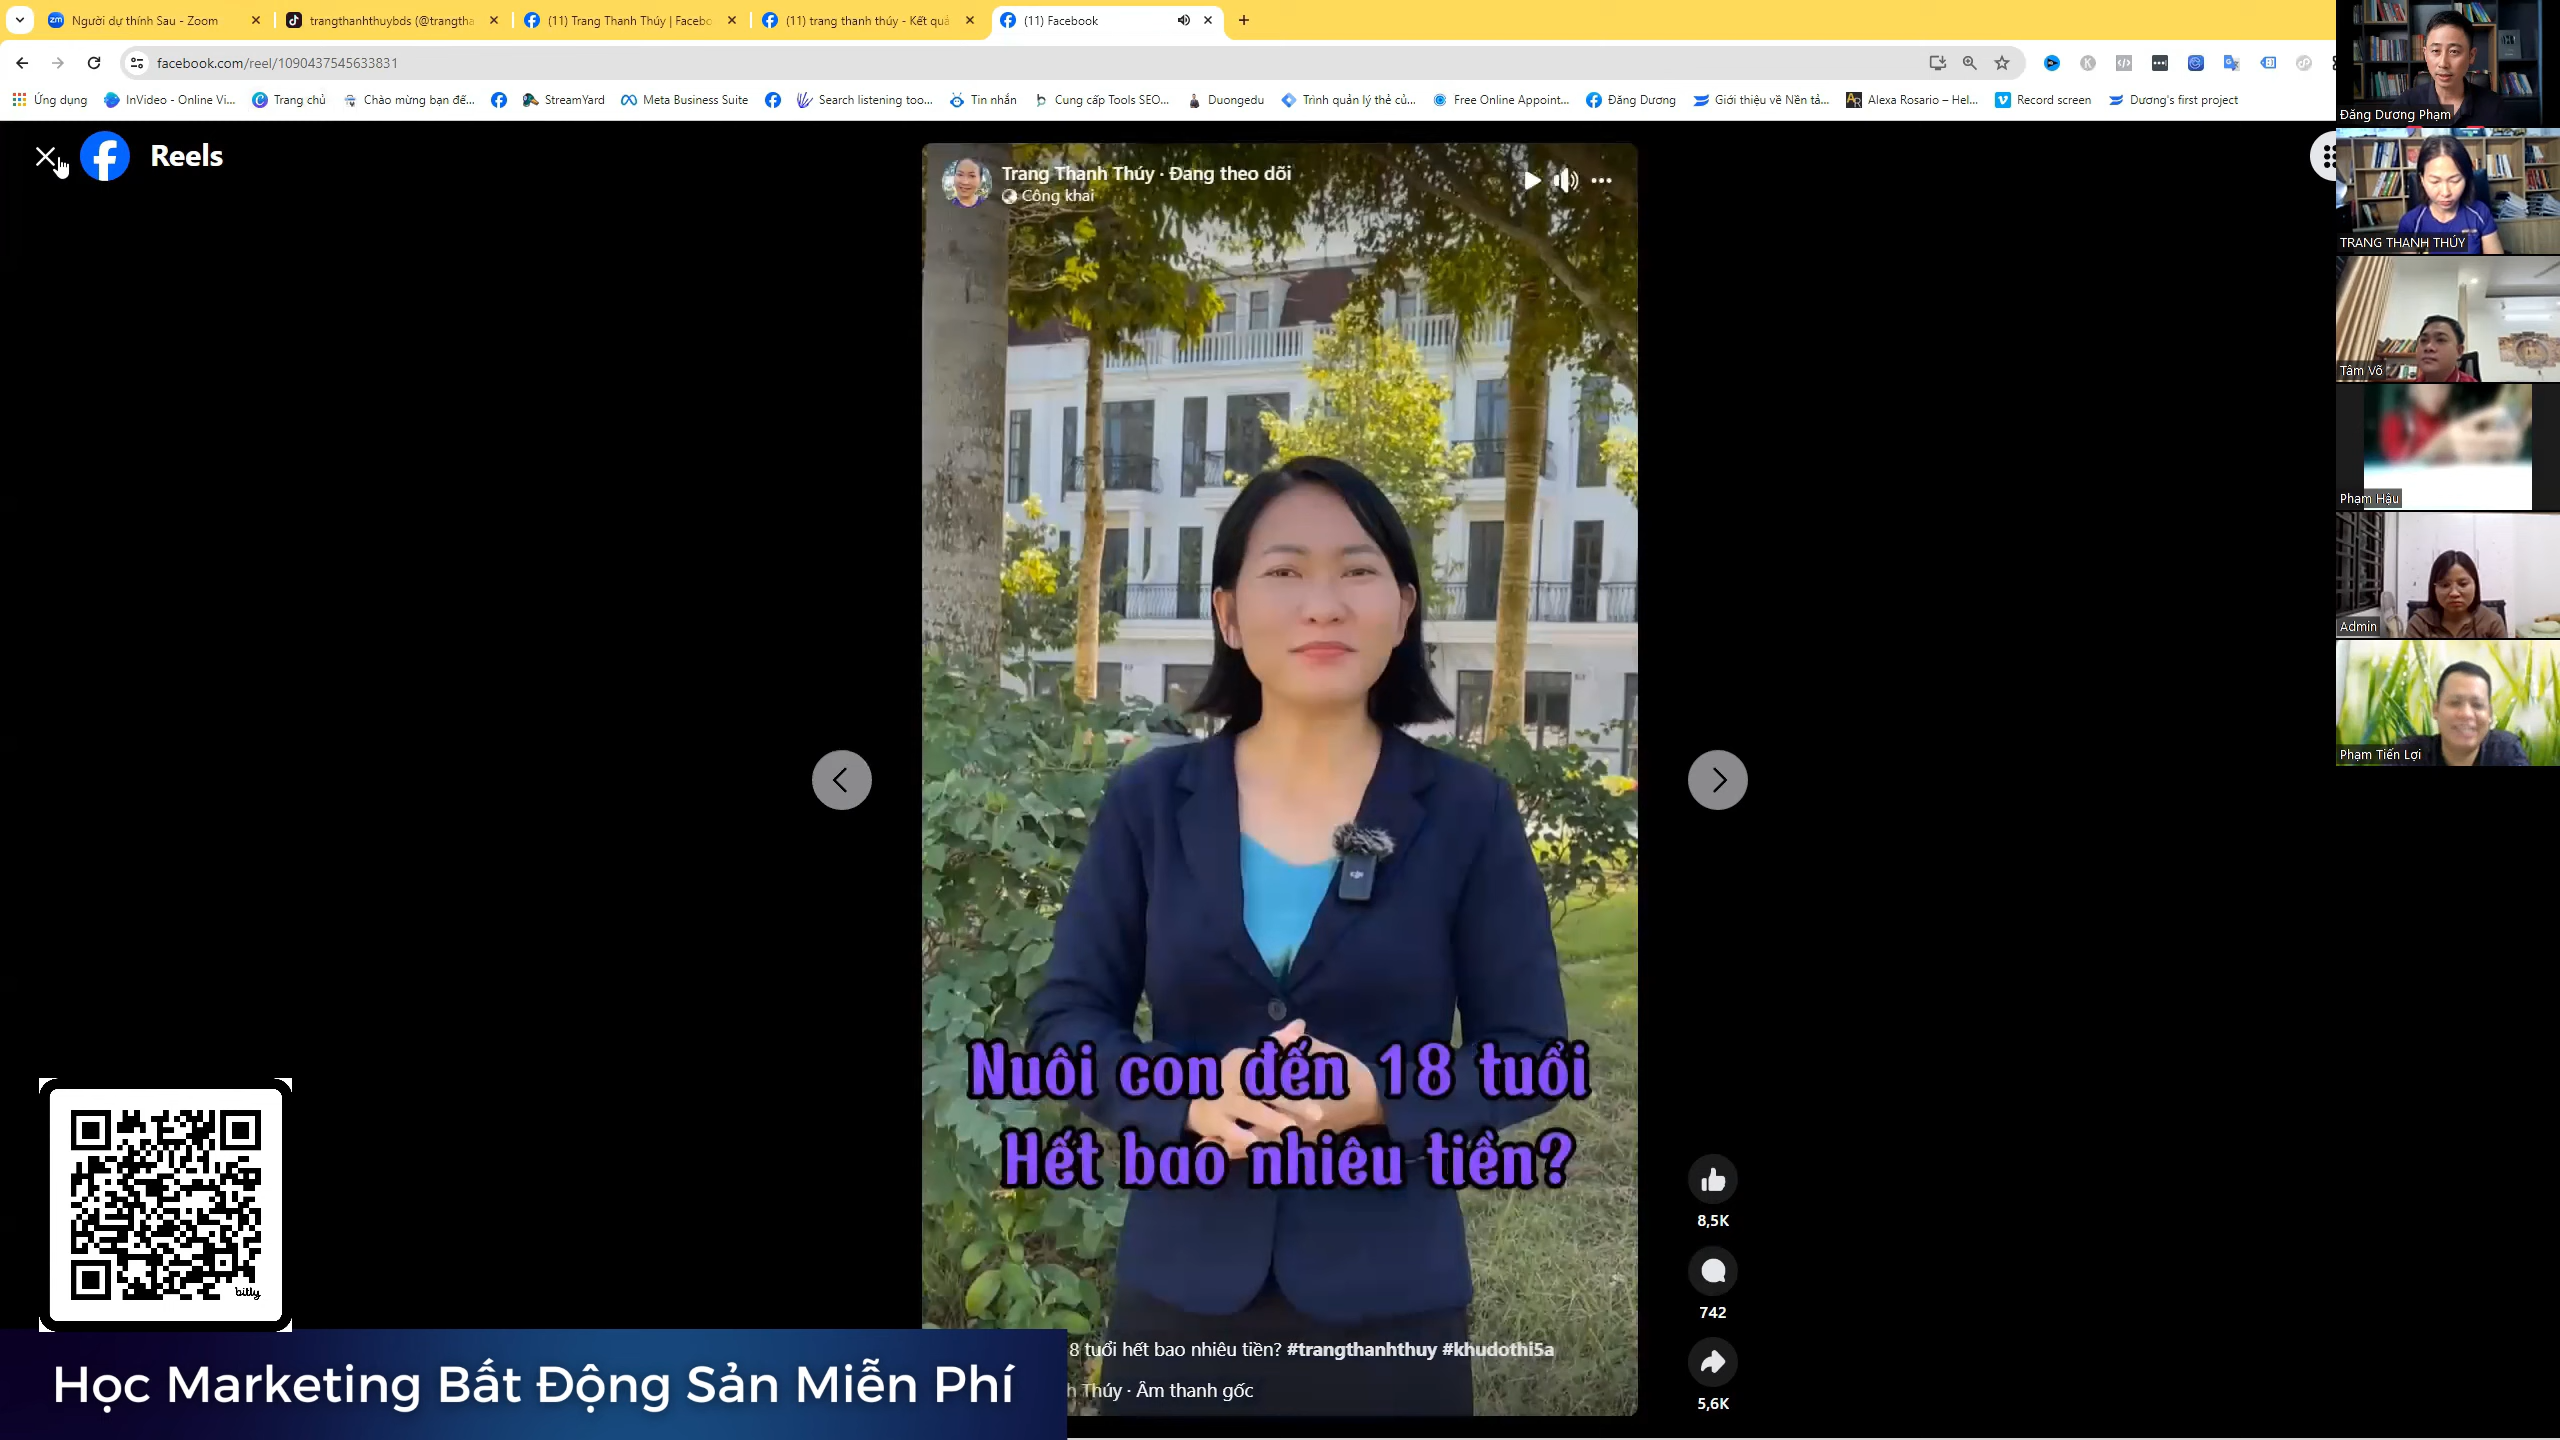 Người dự thính Sau - Zoom
trangthanhthuybds (@trangtha
(11) Trang Thanh Thúy | Facebo
(11) trang thanh thúy - Kết quả
(11) Facebook
facebook.com/reel/1090437545633831
Ứng dụng
InVideo - Online Vi...
Trang chủ
Chào mừng bạn đế...
StreamYard
Meta Business Suite
Search listening too...
Tin nhắn
Cung cấp Tools SEO...
Duongedu
Trình quản lý thẻ củ...
Free Online Appoint...
Đăng Dương
Giới thiệu về Nền tả...
Alexa Rosario – Hel...
Record screen
Dương's first project
Reels
Trang Thanh Thúy · Đang theo dõi
Công khai
Đăng Dương Phạm
TRANG THANH THÚY
Tâm Võ
Phạm Hậu
Admin
Phạm Tiến Lợi
Nuôi con đến 18 tuổi
Hết bao nhiêu tiền?
8,5K
742
5,6K
8 tuổi hết bao nhiêu tiền? #trangthanhthuy #khudothi5a
h Thúy · Âm thanh gốc
bitly
Học Marketing Bất Động Sản Miễn Phí